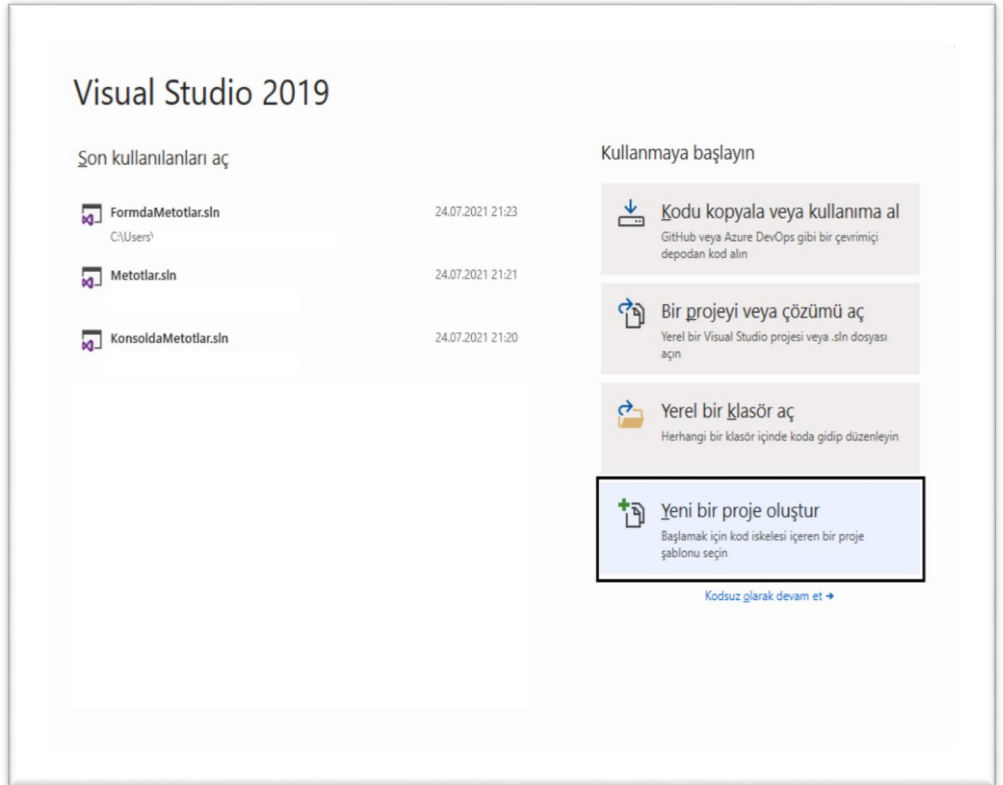 Visual Studio 2019
Son kullanılanları aç
FormdaMetotlar.sln 24.07.2021 21:23
C:\Users\
Metotlar.sln 24.07.2021 21:21
KonsoldaMetotlar.sln 24.07.2021 21:20
Kullanmaya başlayın
Kodu kopyala veya kullanıma al
GitHub veya Azure DevOps gibi bir çevrimiçi
depodan kod alın
Bir projeyi veya çözümü aç
Yerel bir Visual Studio projesi veya .sln dosyası
açın
Yerel bir klasör aç
Herhangi bir klasör içinde koda gidip düzenleyin
Yeni bir proje oluştur
Başlamak için kod iskelesi içeren bir proje
şablonu seçin
Kodsuz olarak devam et →